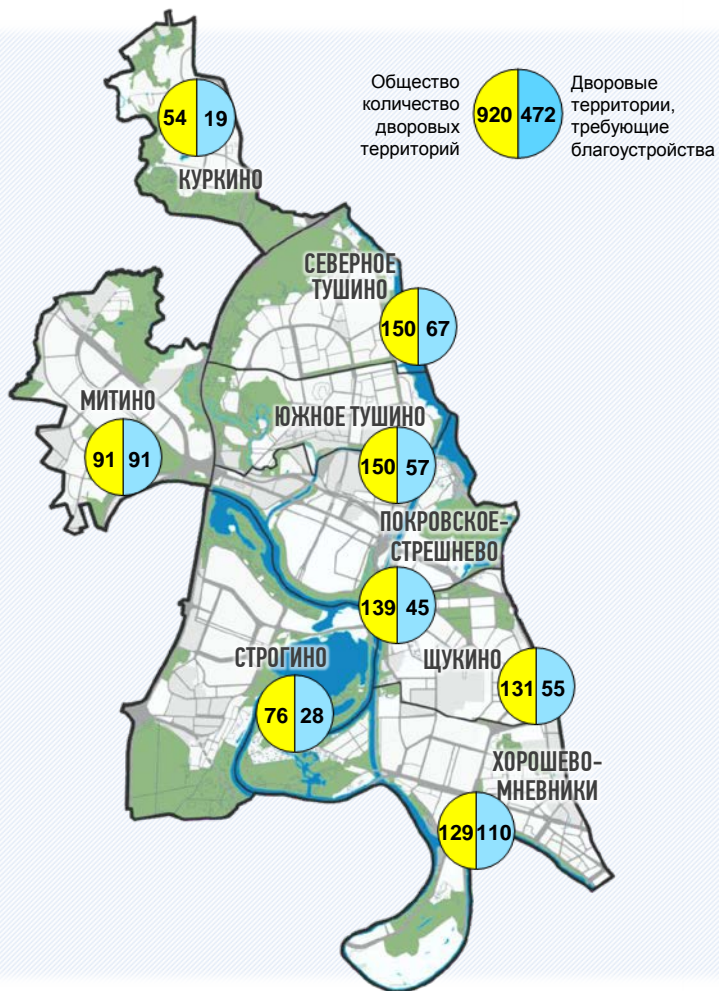 Общество
количество
дворовых
территорий
920 472
Дворовые
территории,
требующие
благоустройства
54 19
КУРКИНО
СЕВЕРНОЕ
ТУШИНО
150 67
МИТИНО
91 91
ЮЖНОЕ ТУШИНО
150 57
ПОКРОВСКОЕ-
СТРЕШНЕВО
139 45
СТРОГИНО
76 28
ЩУКИНО
131 55
ХОРОШЕВО-
МНЕВНИКИ
129 110